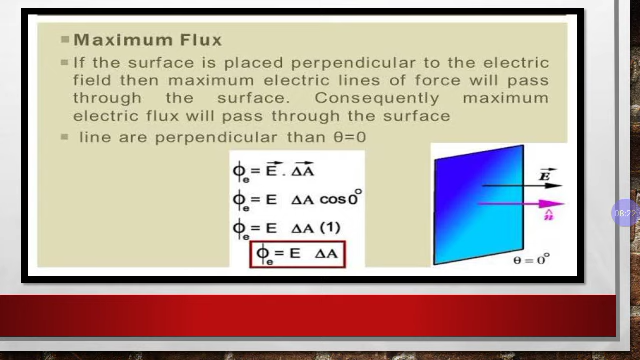 Maximum Flux
If the surface is placed perpendicular to the electric
field then maximum electric lines of force will pass
through the surface. Consequently maximum
electric flux will pass through the surface
line are perpendicular than θ=0
ϕe = E⃗ . ΔA⃗
ϕe = E ΔA cos0°
ϕe = E ΔA (1)
ϕe = E ΔA
E⃗
n̂
θ = 0°
08:22